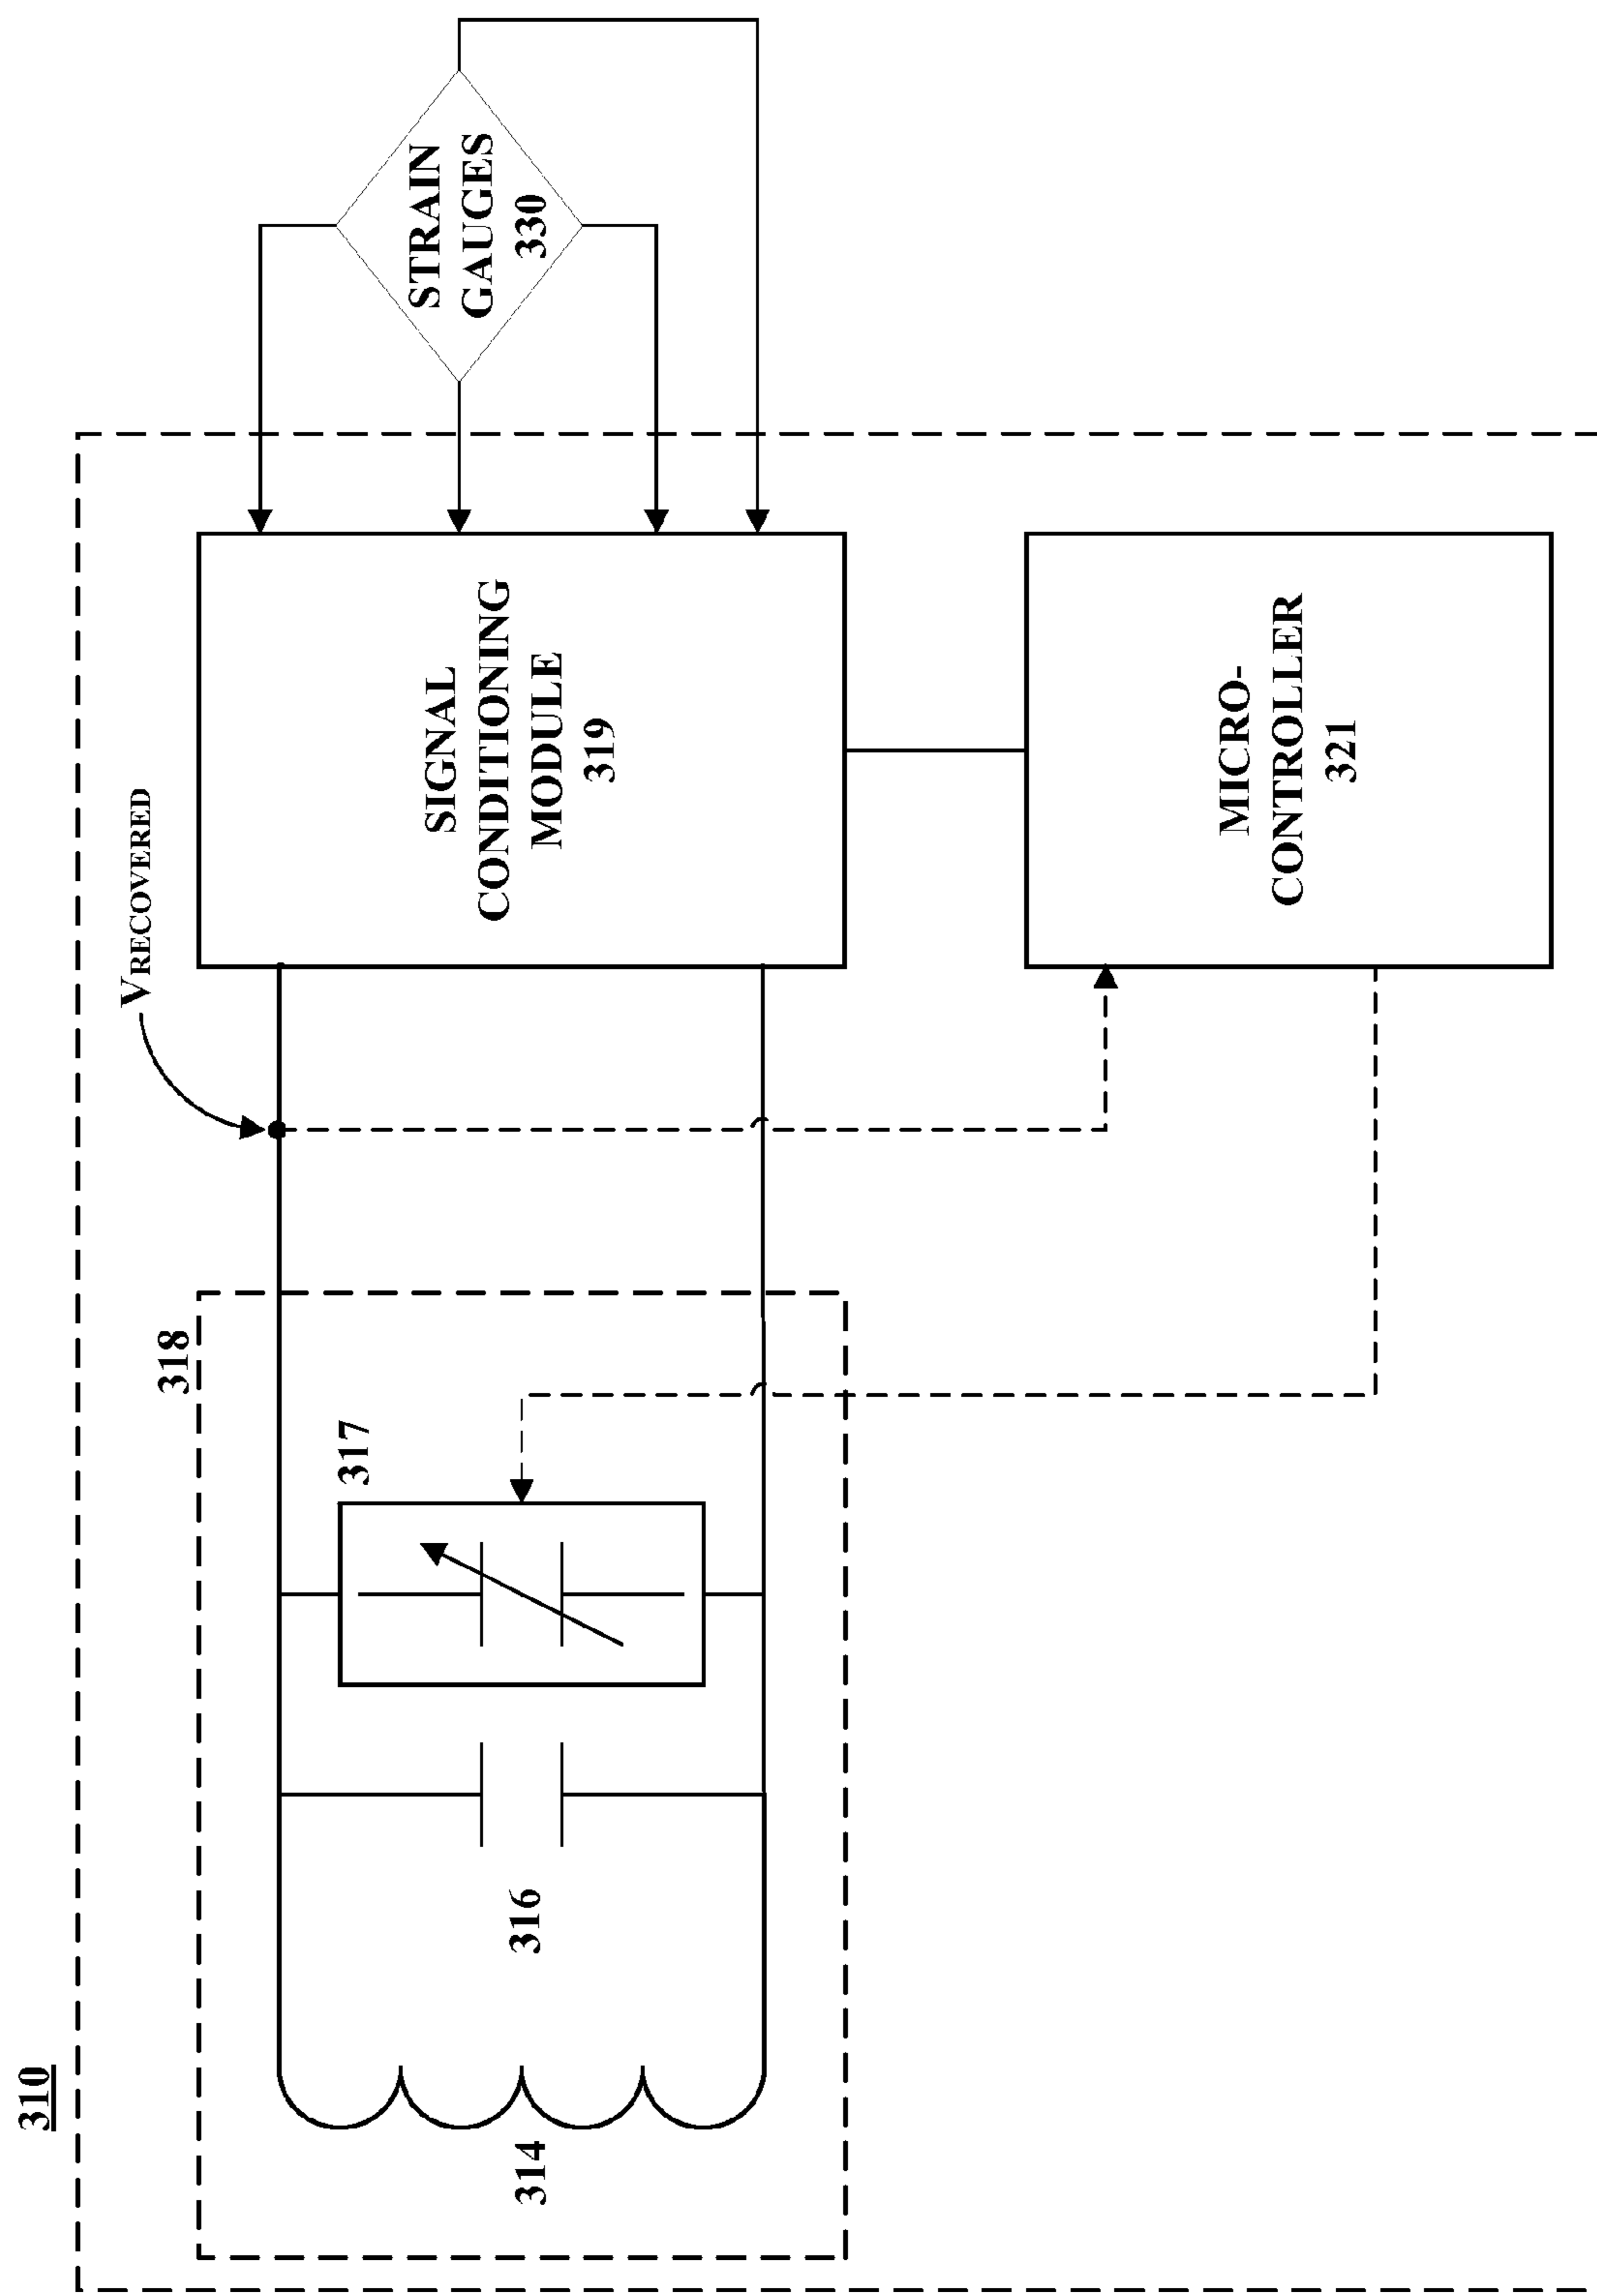 310
318
VRECOVERED
314
316
317
SIGNAL
CONDITIONING
MODULE
319
STRAIN
GAUGES
330
MICRO-
CONTROLLER
321